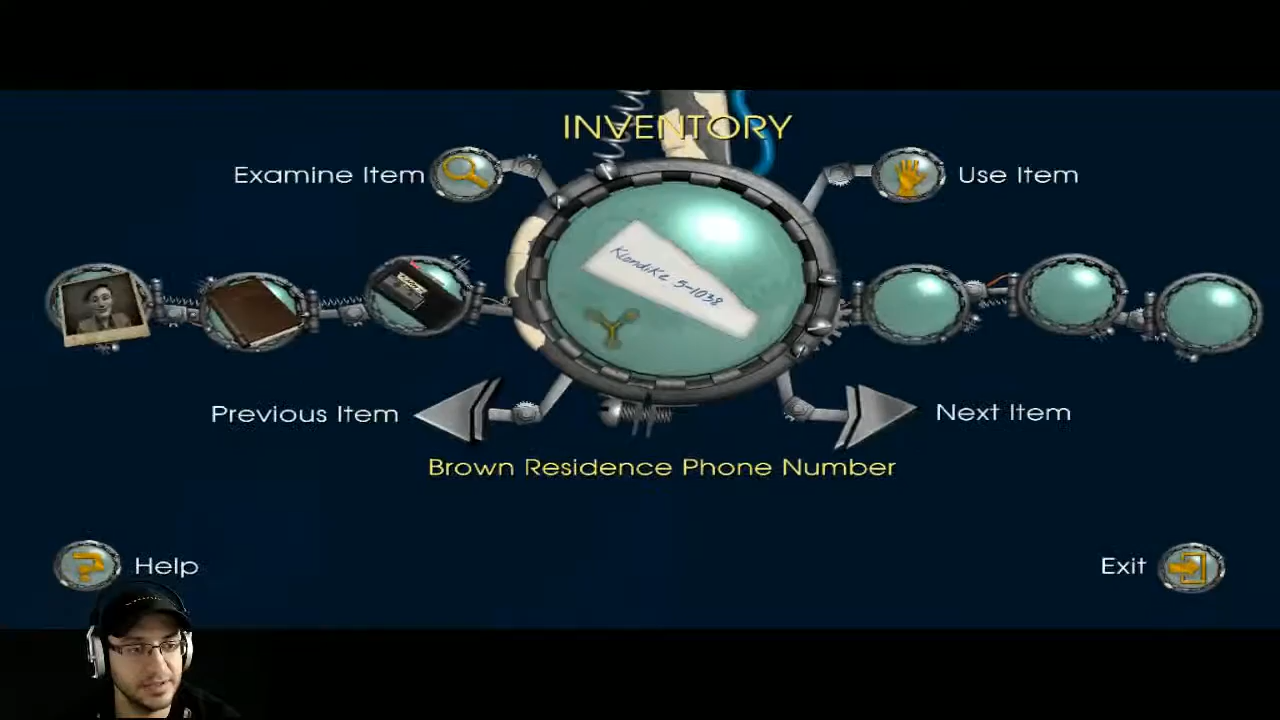 INVENTORY
Examine Item
Use Item
Klondike 5-1038
Previous Item
Next Item
Brown Residence Phone Number
Help
Exit